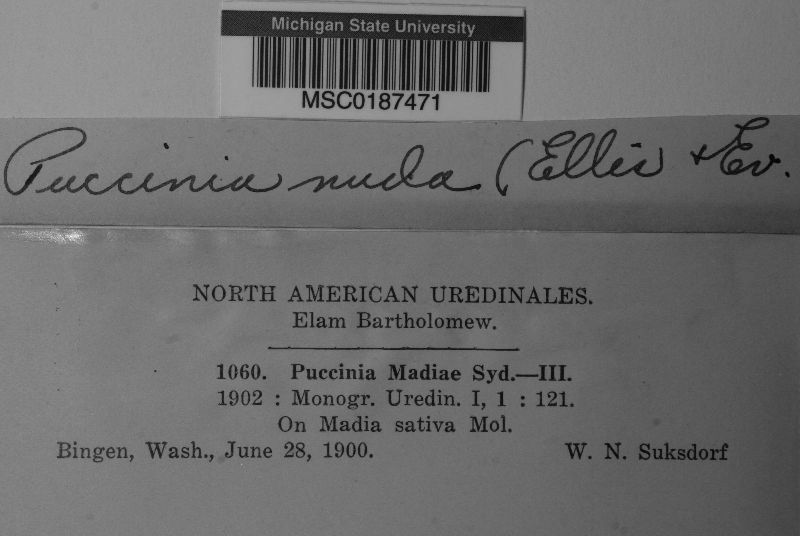 Michigan State University
MSC0187471
Puccinia nuda (Ellis & Ev.
NORTH AMERICAN UREDINALES.
Elam Bartholomew.
1060. Puccinia Madiae Syd.—III.
1902 : Monogr. Uredin. I, 1 : 121.
On Madia sativa Mol.
Bingen, Wash., June 28, 1900. W. N. Suksdorf